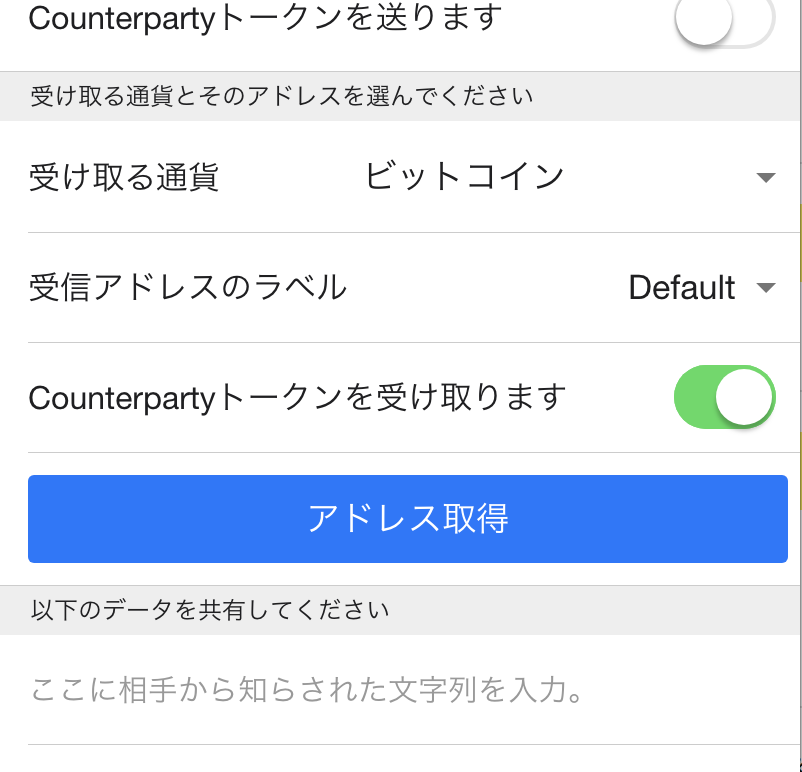 Counterpartyトークンを送ります
受け取る通貨とそのアドレスを選んでください
受け取る通貨 ビットコイン
受信アドレスのラベル Default
Counterpartyトークンを受け取ります
アドレス取得
以下のデータを共有してください
ここに相手から知らされた文字列を入力。